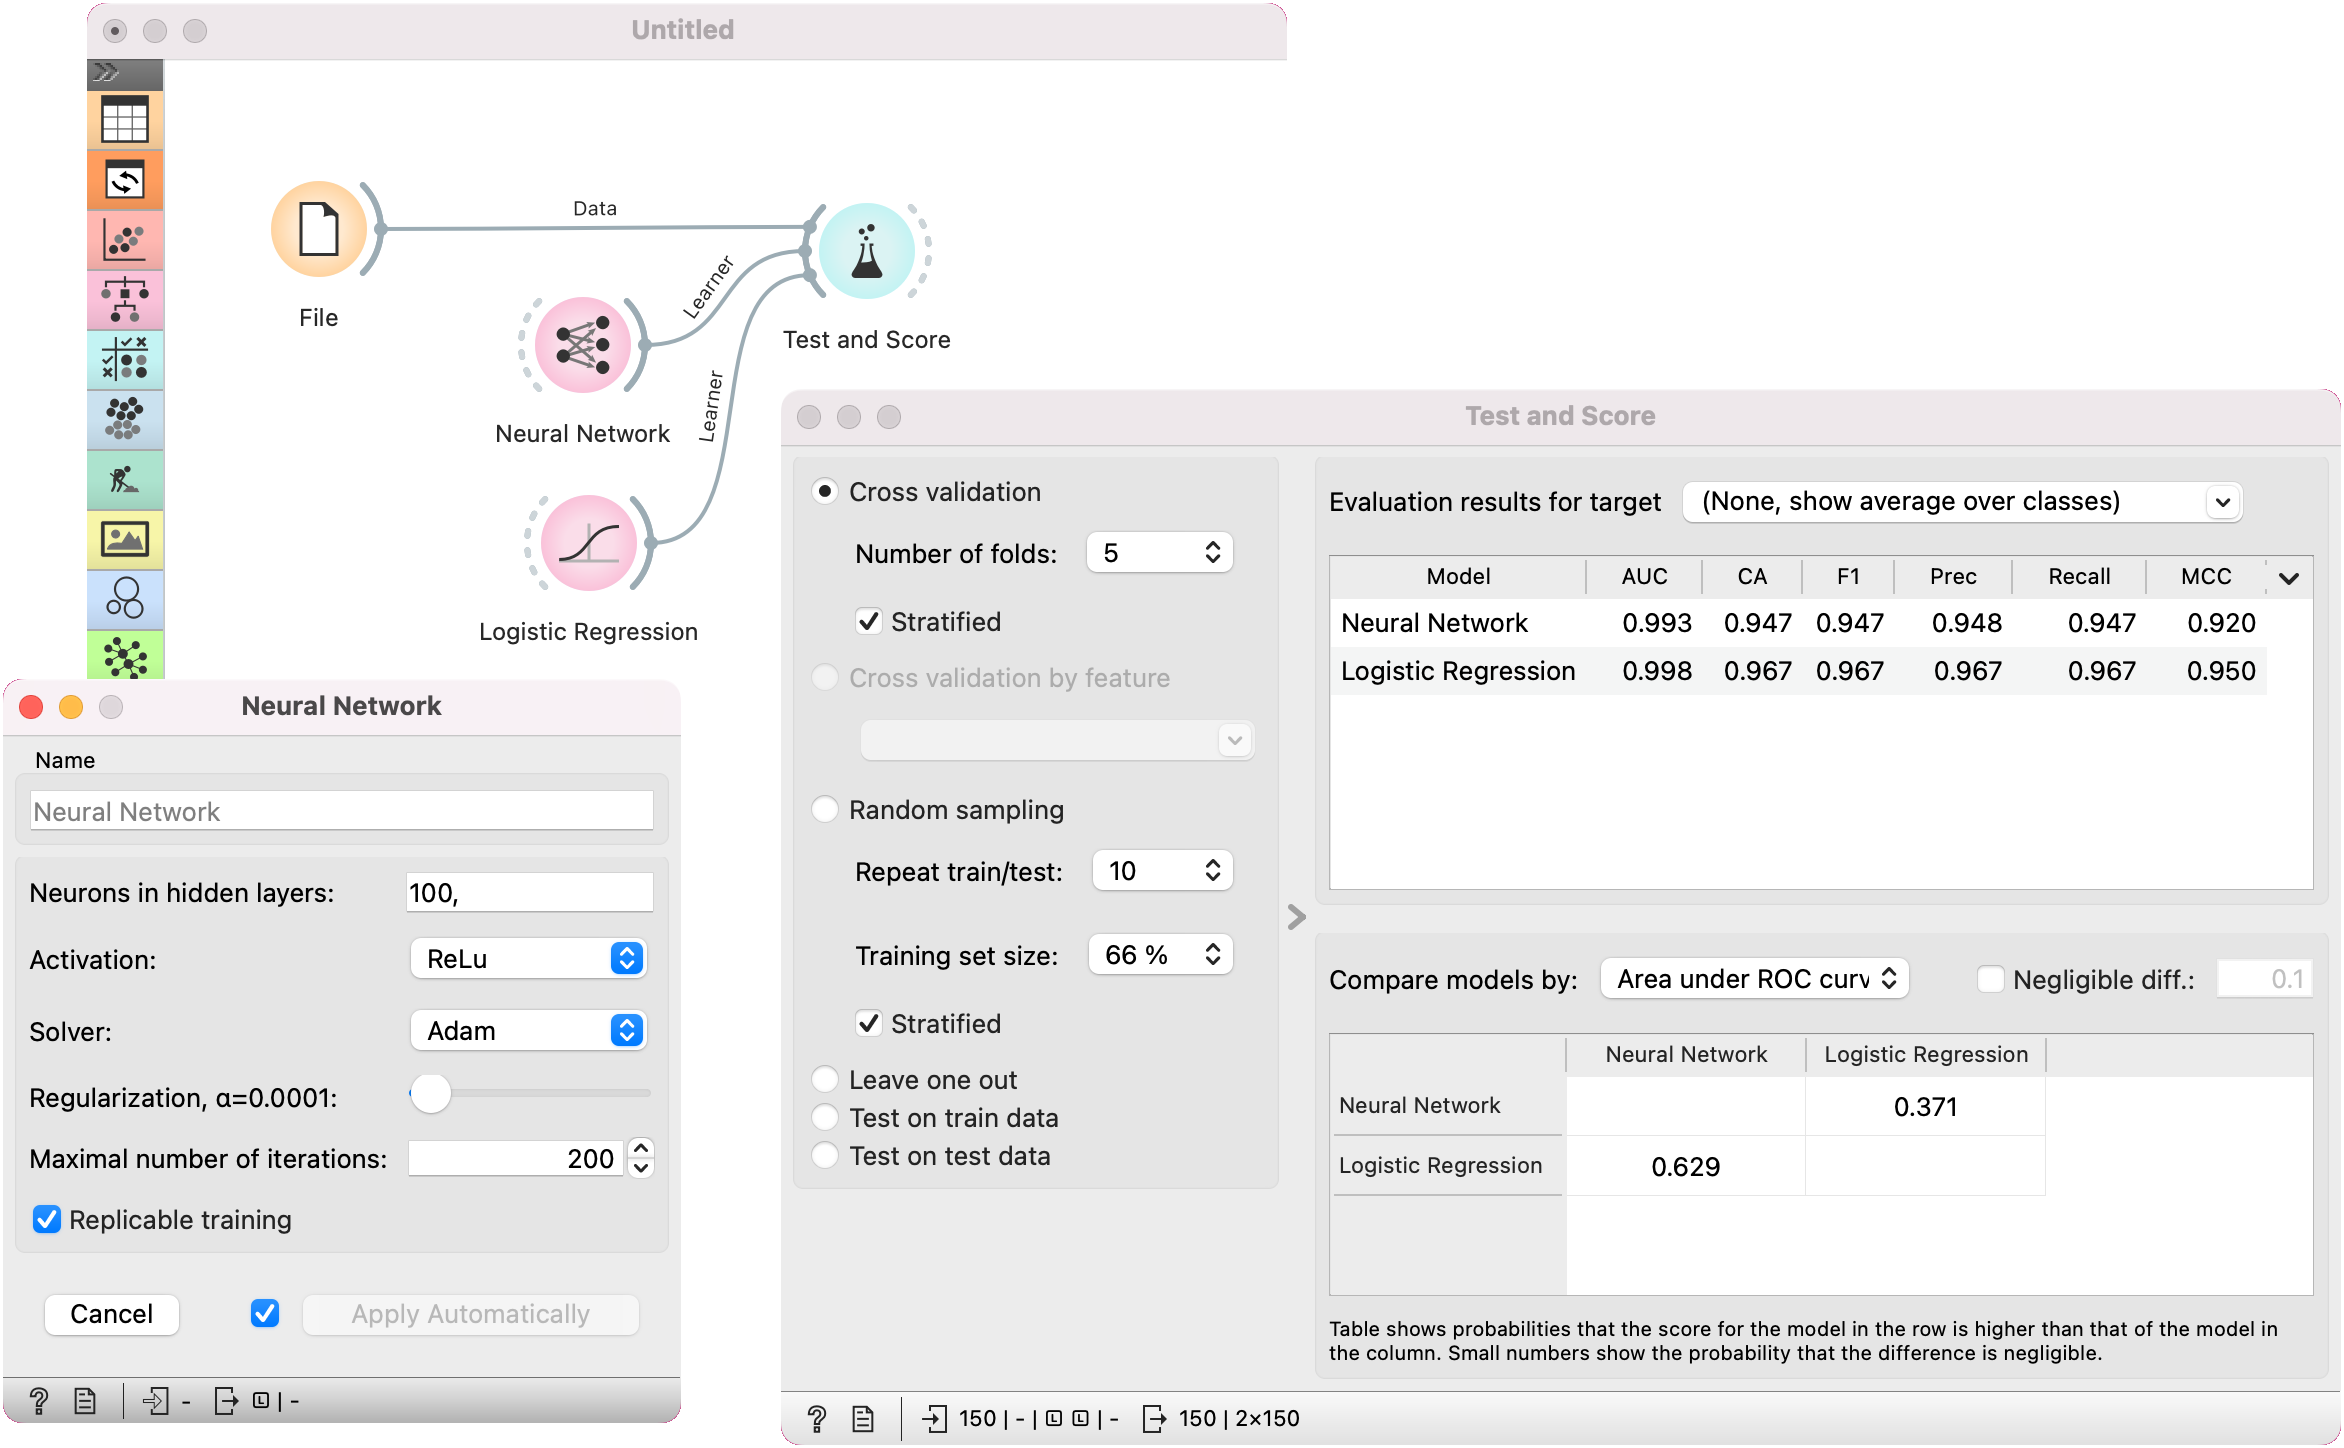 Untitled
Data
Learner
Learner
File
Test and Score
Neural Network
Logistic Regression
Neural Network
Name
Neural Network
Neurons in hidden layers: 100,
Activation: ReLu
Solver: Adam
Regularization, α=0.0001:
Maximal number of iterations: 200
Replicable training
Cancel Apply Automatically
? - L | -
Test and Score
Cross validation
Number of folds: 5
Stratified
Cross validation by feature
Random sampling
Repeat train/test: 10
Training set size: 66 %
Stratified
Leave one out
Test on train data
Test on test data
Evaluation results for target (None, show average over classes)
Model AUC CA F1 Prec Recall MCC
Neural Network 0.993 0.947 0.947 0.948 0.947 0.920
Logistic Regression 0.998 0.967 0.967 0.967 0.967 0.950
Compare models by: Area under ROC curv Negligible diff.: 0.1
Neural Network Logistic Regression
Neural Network 0.371
Logistic Regression 0.629
Table shows probabilities that the score for the model in the row is higher than that of the model in
the column. Small numbers show the probability that the difference is negligible.
? 150 | - | L L | - 150 | 2×150